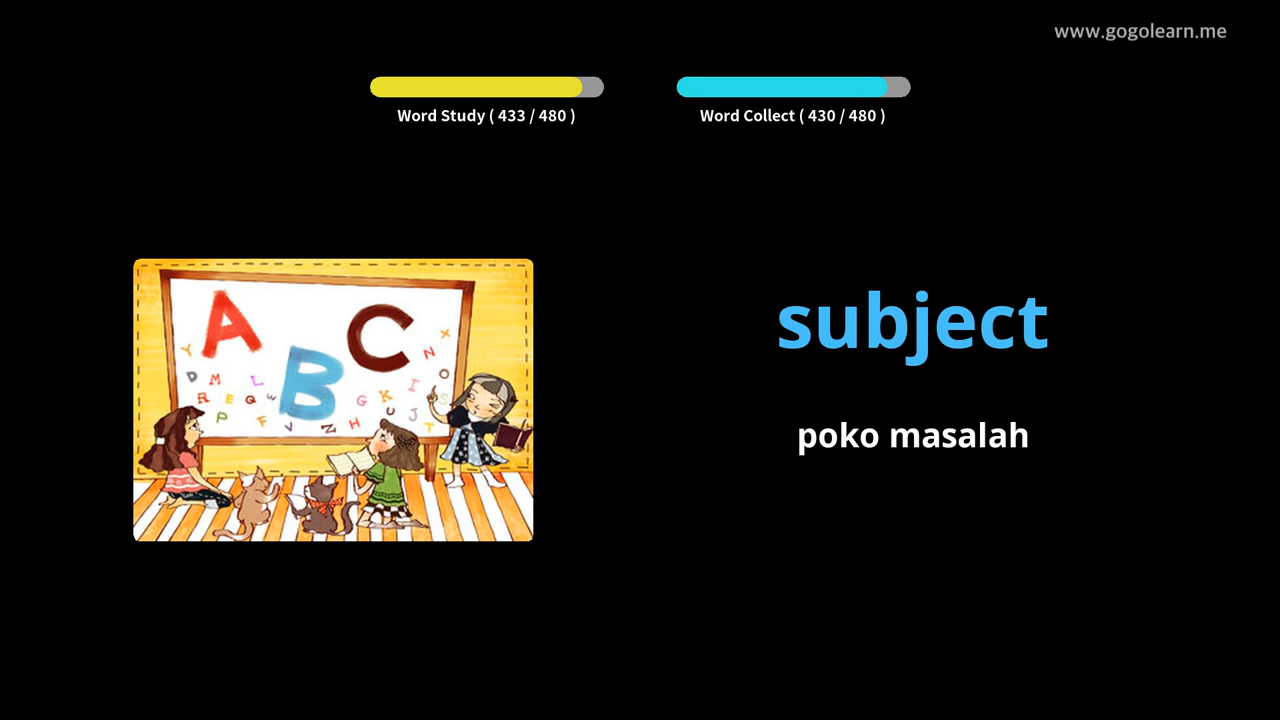 www.gogolearn.me
Word Study ( 433 / 480 )
Word Collect ( 430 / 480 )
A B C
X
Y N
D M L O
R E Q W G K I S
P F U J
V Z H T
subject
poko masalah